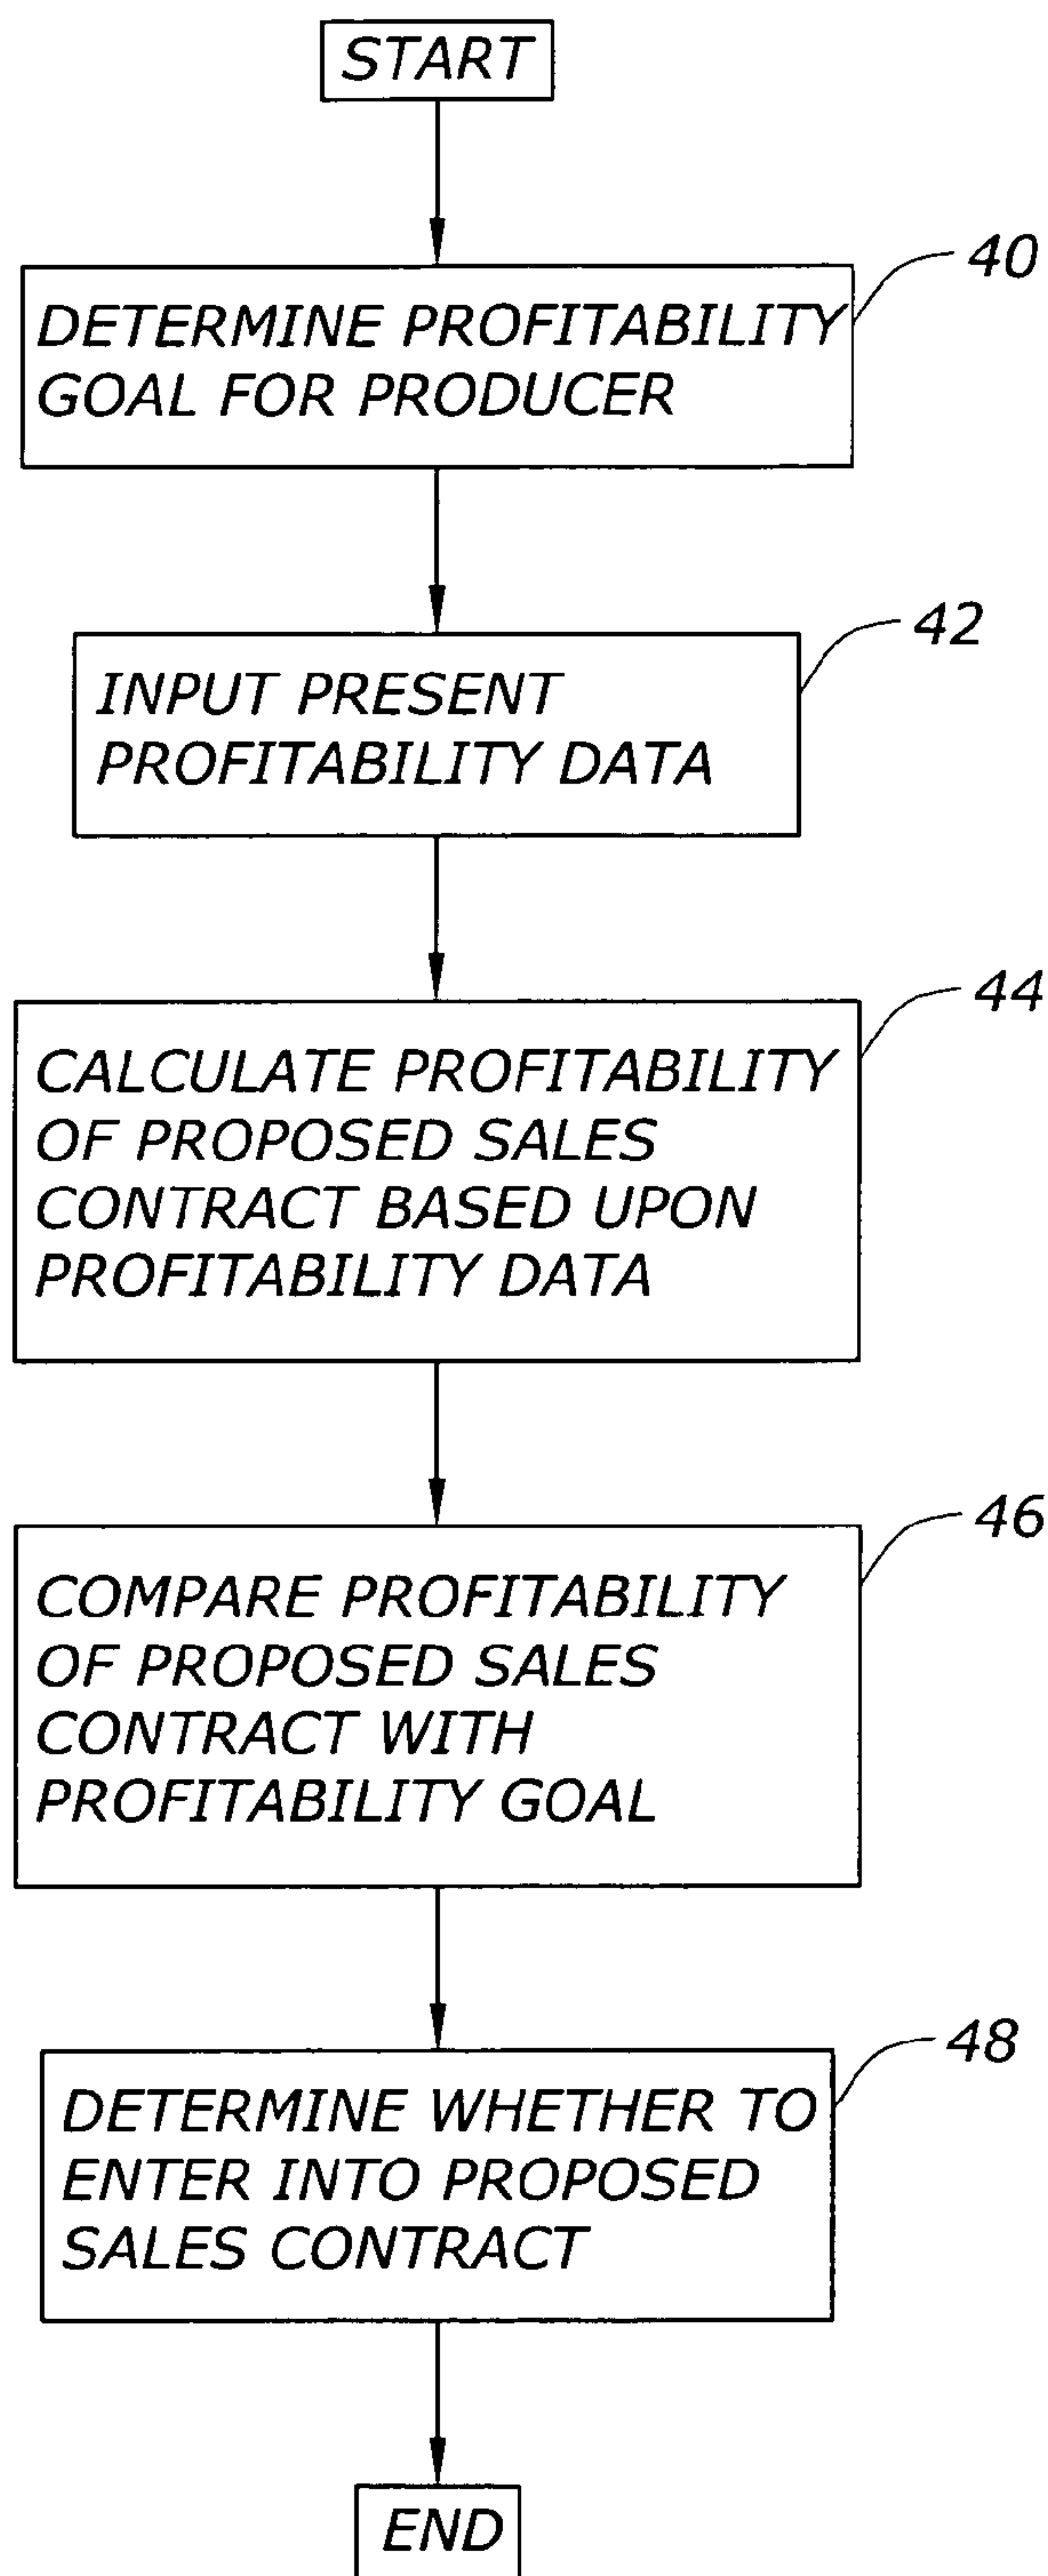 START
40
DETERMINE PROFITABILITY
GOAL FOR PRODUCER
42
INPUT PRESENT
PROFITABILITY DATA
44
CALCULATE PROFITABILITY
OF PROPOSED SALES
CONTRACT BASED UPON
PROFITABILITY DATA
46
COMPARE PROFITABILITY
OF PROPOSED SALES
CONTRACT WITH
PROFITABILITY GOAL
48
DETERMINE WHETHER TO
ENTER INTO PROPOSED
SALES CONTRACT
END